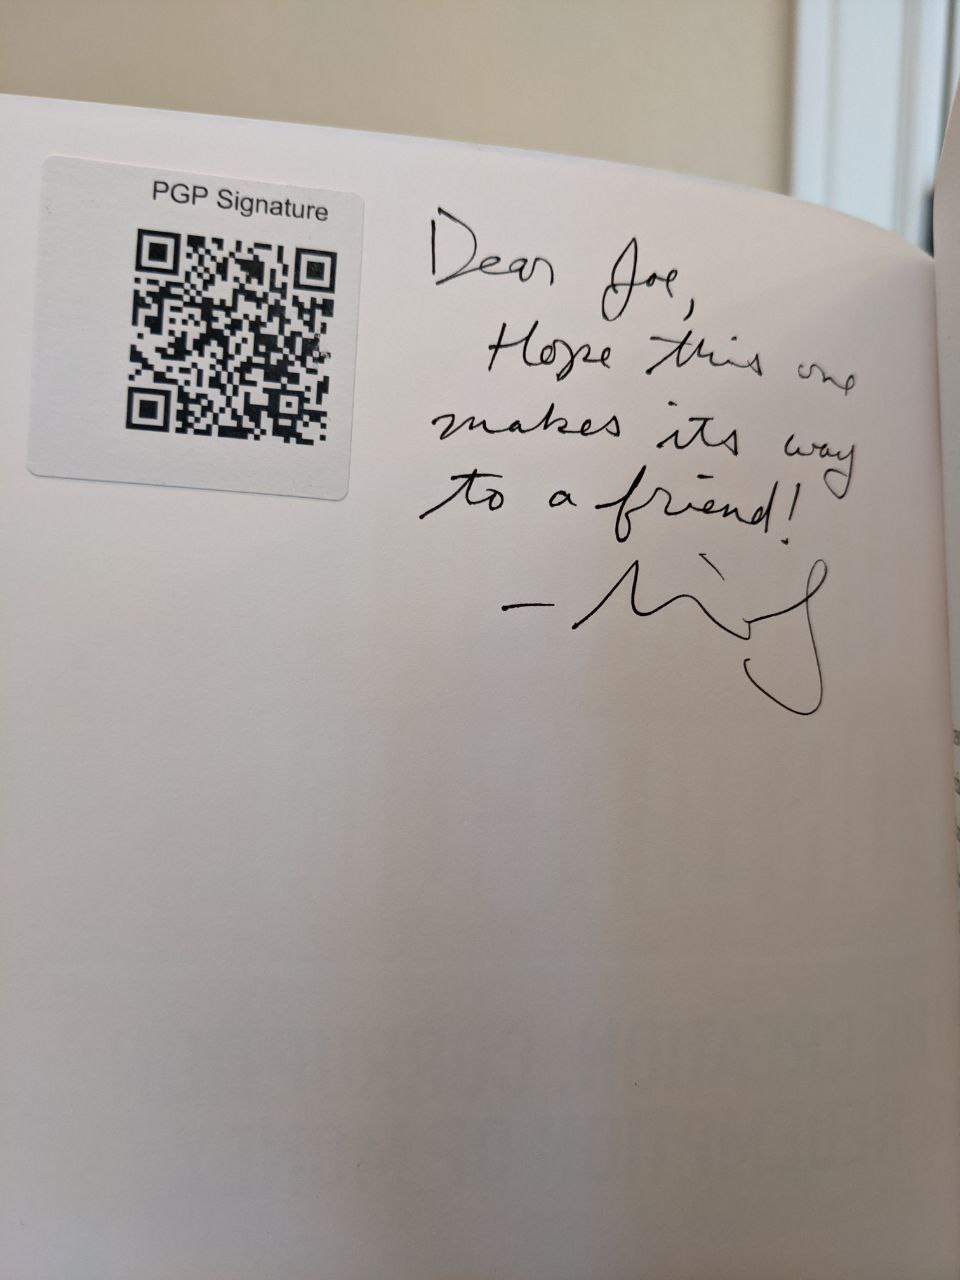 PGP Signature
Dear Joe,
Hope this one
makes its way
to a friend!